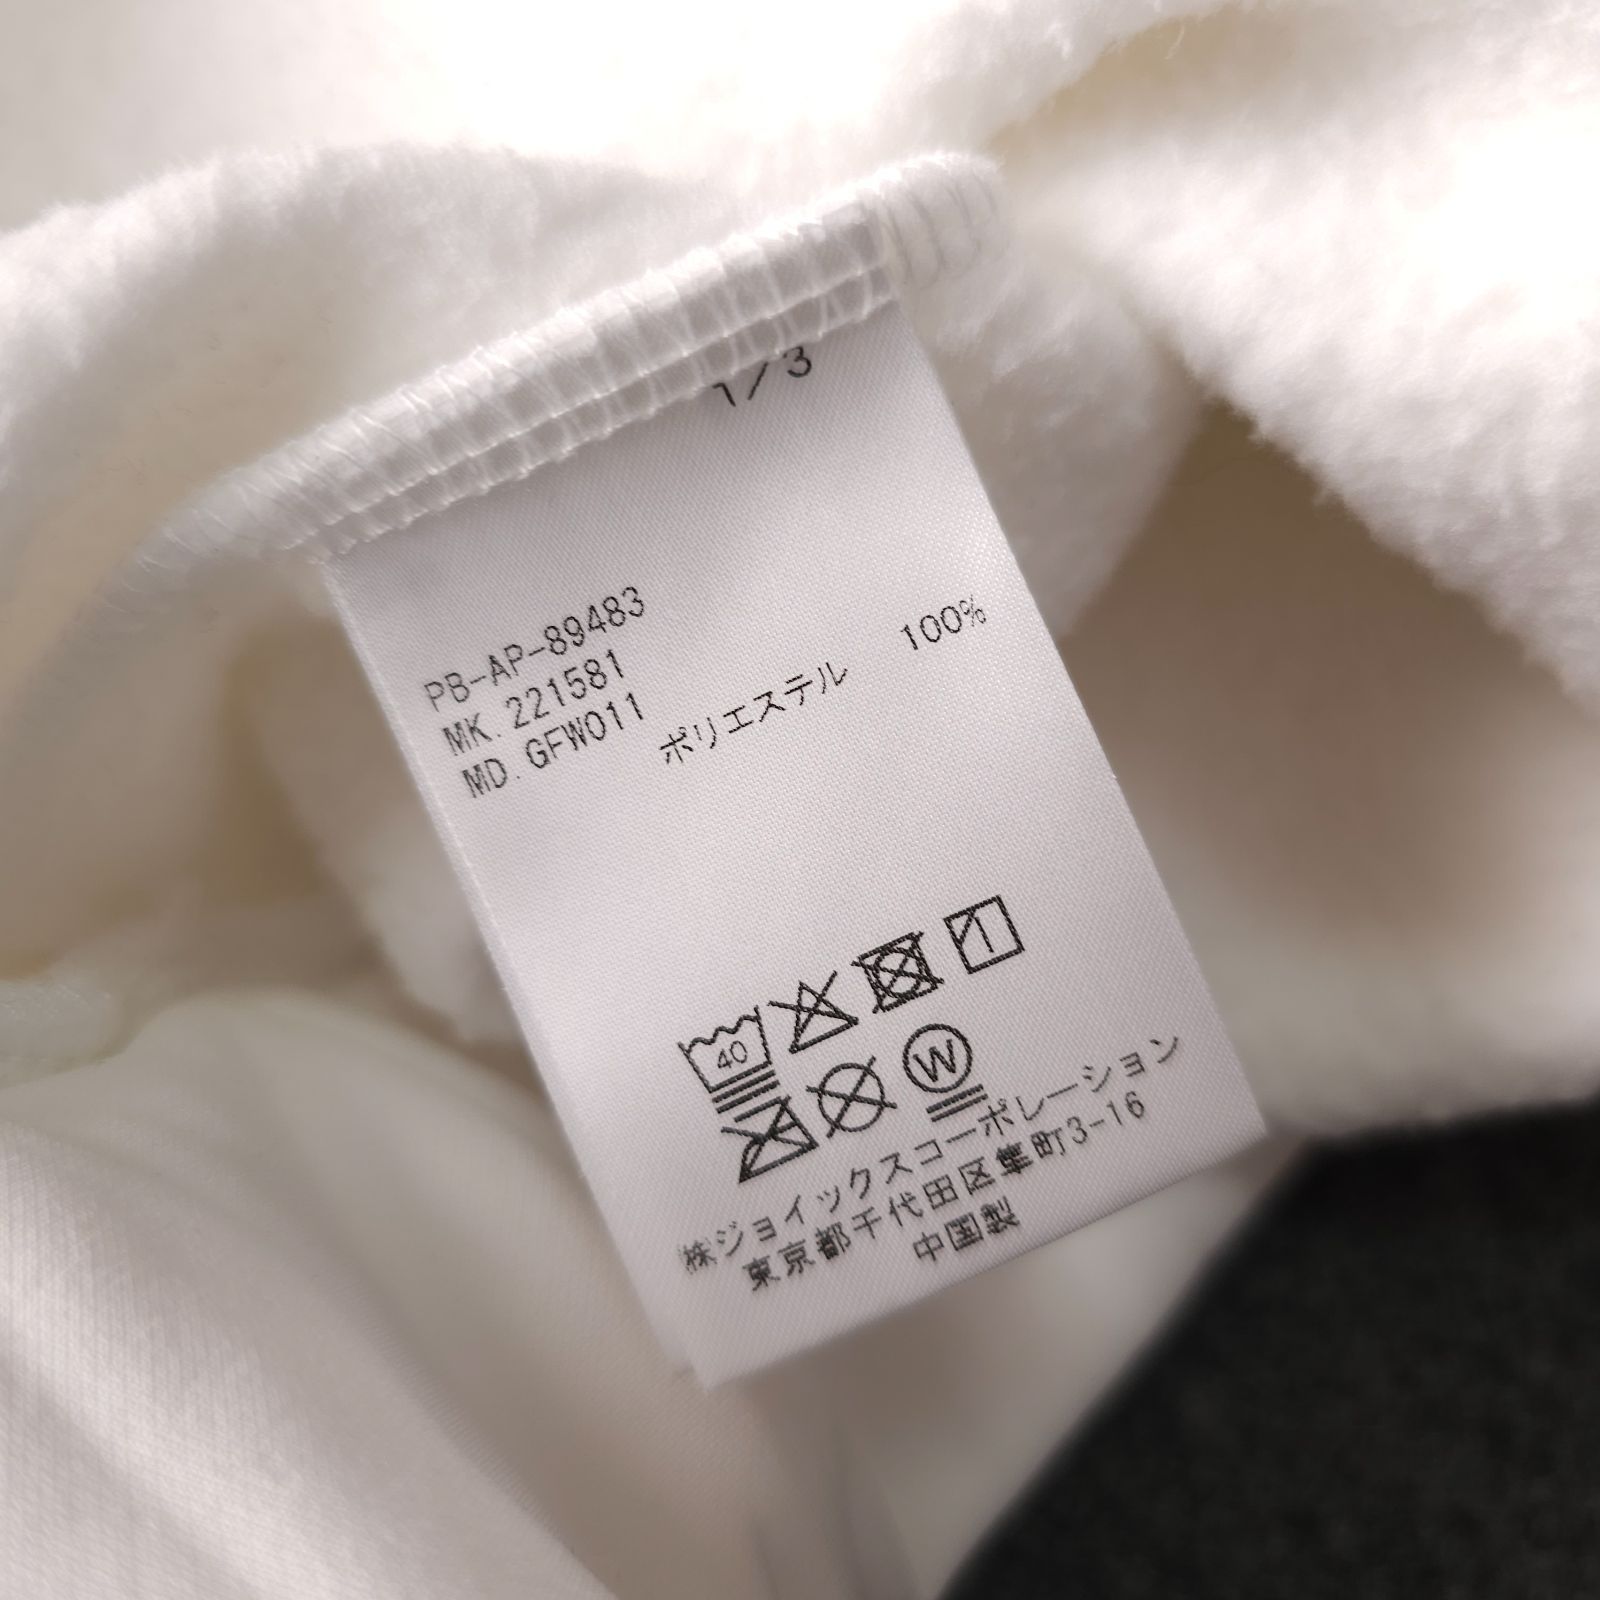 1/3
PB-AP-89483
MK. 221581
MD. GFW011
ポリエステル 100%
40
W
㈱ジョイックスコーポレーション
東京都千代田区隼町3-16
中国製